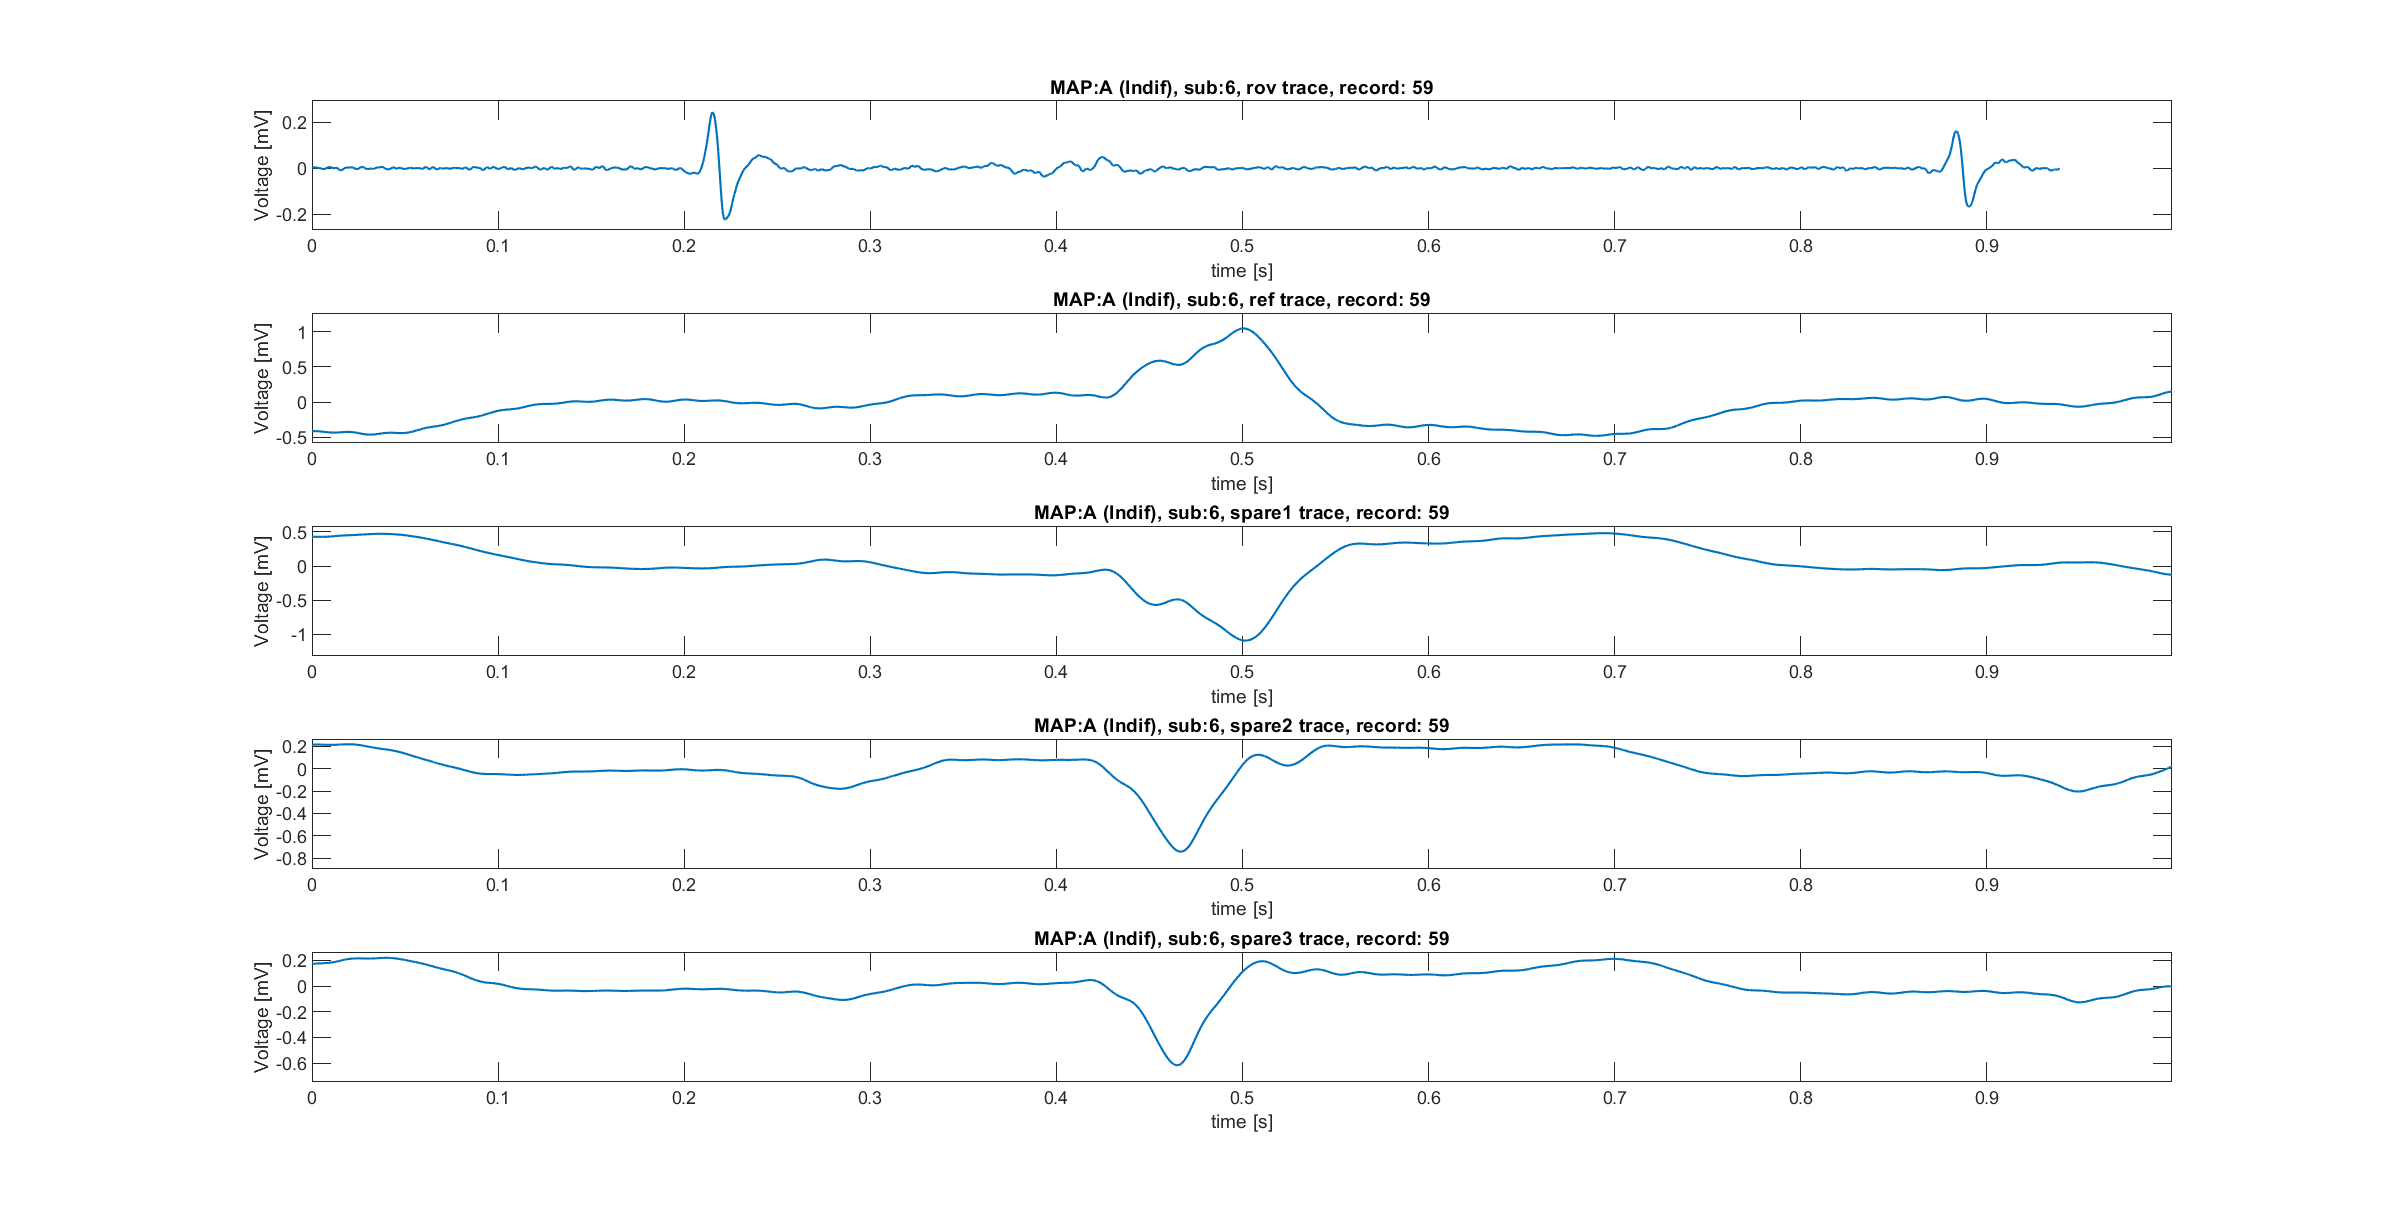 MAP:A (Indif), sub:6, rov trace, record: 59
Voltage [mV]
0.2
0
-0.2
0 0.1 0.2 0.3 0.4 0.5 0.6 0.7 0.8 0.9
time [s]
MAP:A (Indif), sub:6, ref trace, record: 59
Voltage [mV]
1
0.5
0
-0.5
0 0.1 0.2 0.3 0.4 0.5 0.6 0.7 0.8 0.9
time [s]
MAP:A (Indif), sub:6, spare1 trace, record: 59
Voltage [mV]
0.5
0
-0.5
-1
0 0.1 0.2 0.3 0.4 0.5 0.6 0.7 0.8 0.9
time [s]
MAP:A (Indif), sub:6, spare2 trace, record: 59
Voltage [mV]
0.2
0
-0.2
-0.4
-0.6
-0.8
0 0.1 0.2 0.3 0.4 0.5 0.6 0.7 0.8 0.9
time [s]
MAP:A (Indif), sub:6, spare3 trace, record: 59
Voltage [mV]
0.2
0
-0.2
-0.4
-0.6
0 0.1 0.2 0.3 0.4 0.5 0.6 0.7 0.8 0.9
time [s]